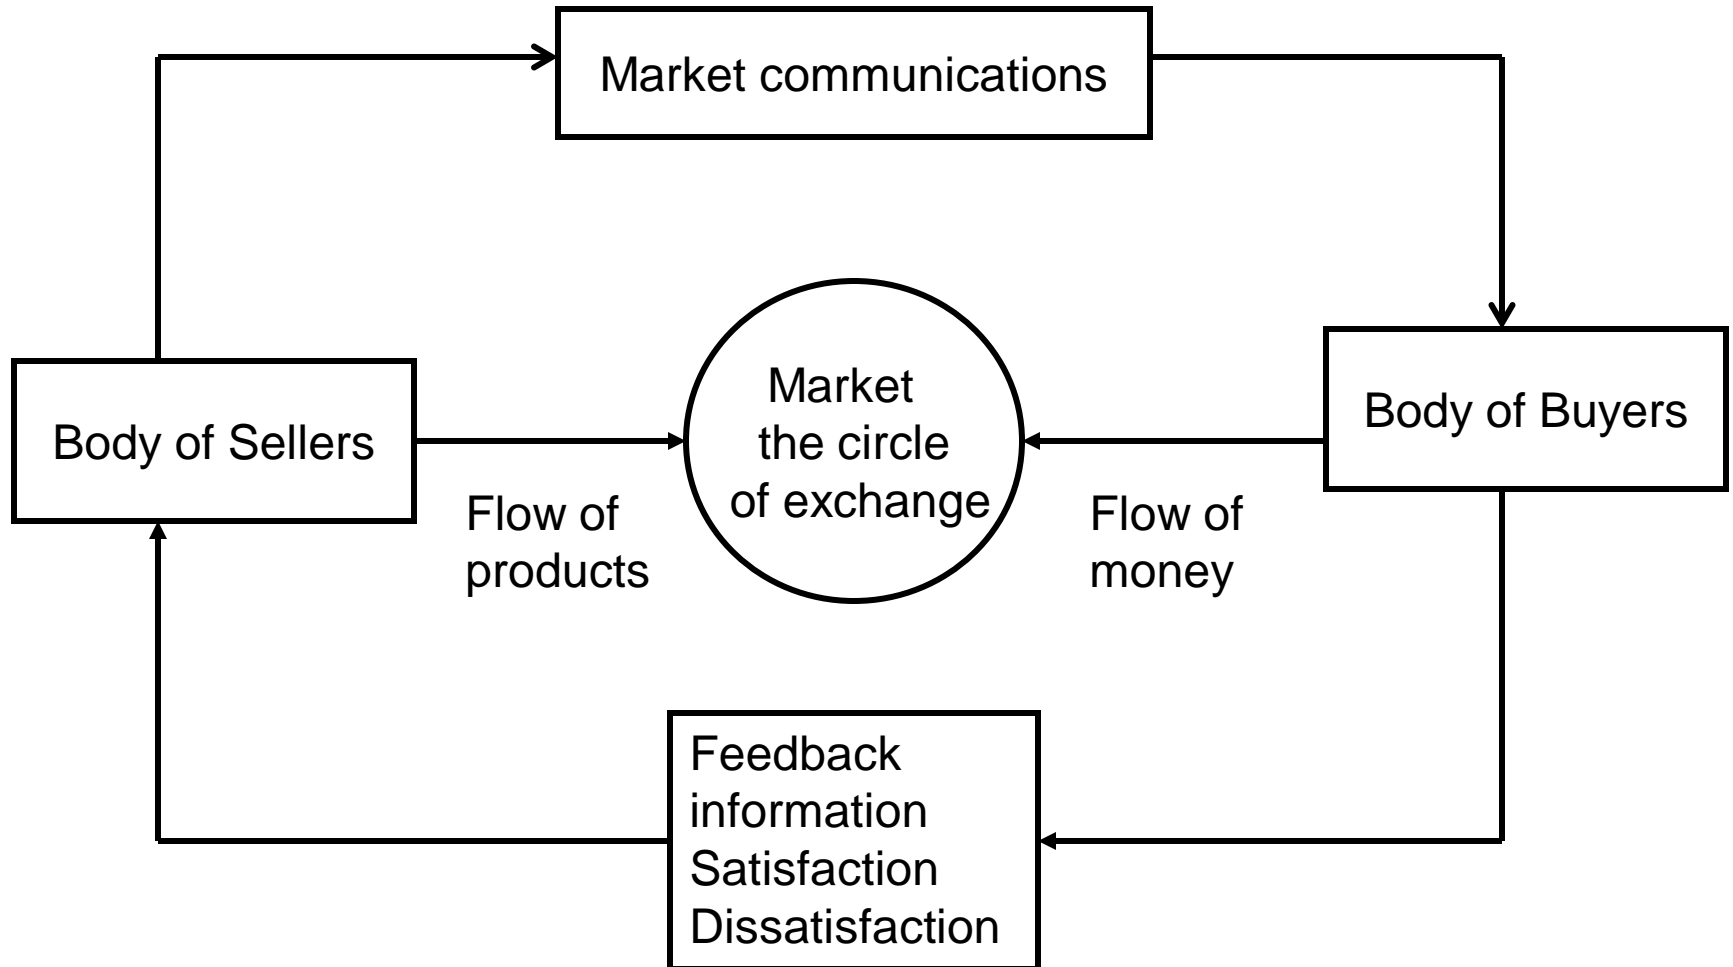 Market communications
Market
the circle
of exchange
Body of Sellers
Body of Buyers
Flow of
products
Flow of
money
Feedback
information
Satisfaction
Dissatisfaction